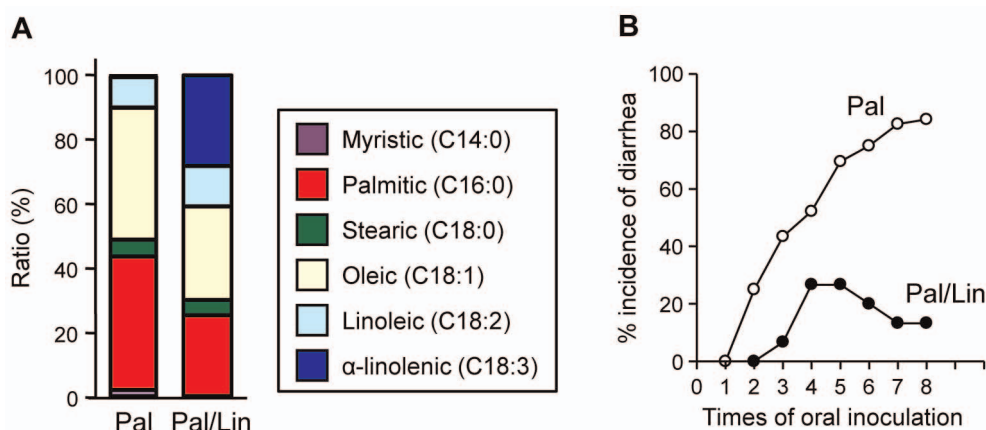 A
Ratio (%)
100
80
60
40
20
0
Pal
Pal/Lin
Myristic (C14:0)
Palmitic (C16:0)
Stearic (C18:0)
Oleic (C18:1)
Linoleic (C18:2)
α-linolenic (C18:3)
B
% incidence of diarrhea
100
80
60
40
20
0
Pal
Pal/Lin
0 1 2 3 4 5 6 7 8
Times of oral inoculation